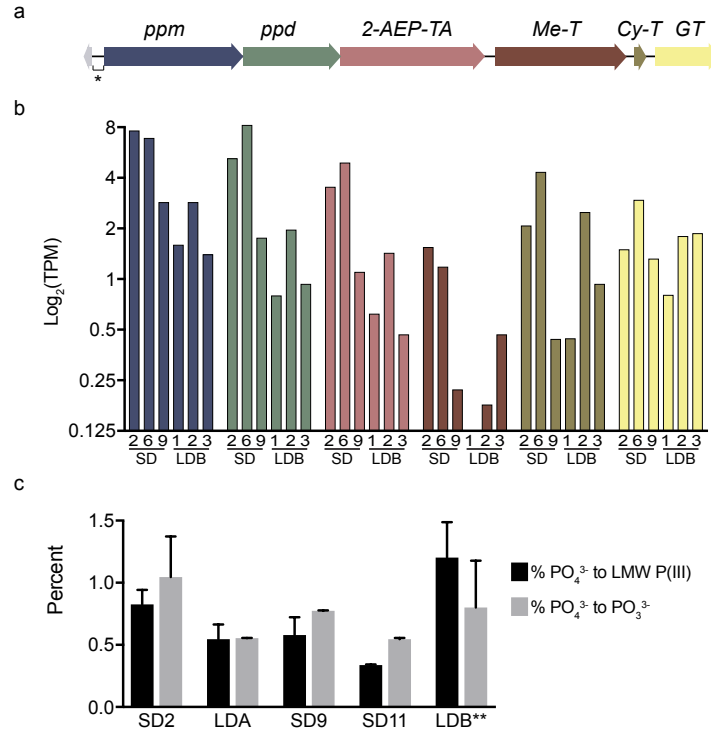 a
ppm ppd 2-AEP-TA Me-T Cy-T GT
*
b
Log₂(TPM)
8
4
2
1
0.5
0.25
0.125
2 6 9 1 2 3 2 6 9 1 2 3 2 6 9 1 2 3 2 6 9 1 2 3 2 6 9 1 2 3 2 6 9 1 2 3
SD LDB SD LDB SD LDB SD LDB SD LDB SD LDB
c
Percent
1.5
1.0
0.5
0.0
SD2 LDA SD9 SD11 LDB**
% PO₄³⁻ to LMW P(III)
% PO₄³⁻ to PO₃³⁻